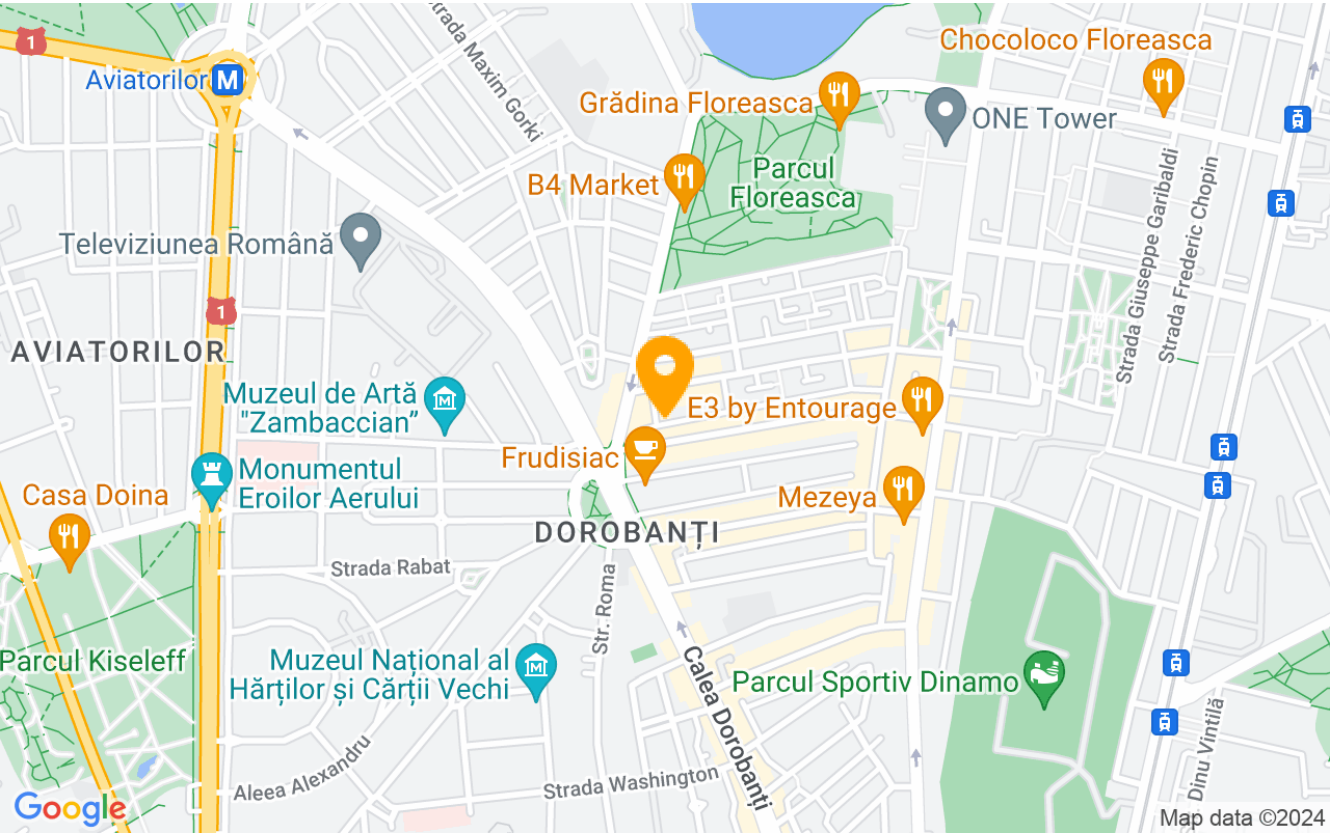 1
Strada Maxim Gorki
Chocoloco Floreasca
Aviatorilor M
Grădina Floreasca
ONE Tower
Parcul
Floreasca
B4 Market
Strada Giuseppe Garibaldi
Strada Frederic Chopin
Televiziunea Română
1
AVIATORILOR
Muzeul de Artă
"Zambaccian”
E3 by Entourage
Frudisiac
Monumentul
Eroilor Aerului
Casa Doina
Mezeya
DOROBANȚI
Strada Rabat
Str. Roma
Parcul Kiseleff
Muzeul Național al
Hărților și Cărții Vechi
Calea Dorobanți
Parcul Sportiv Dinamo
Dinu Vintilă
Aleea Alexandru
Strada Washington
Google
Map data ©2024